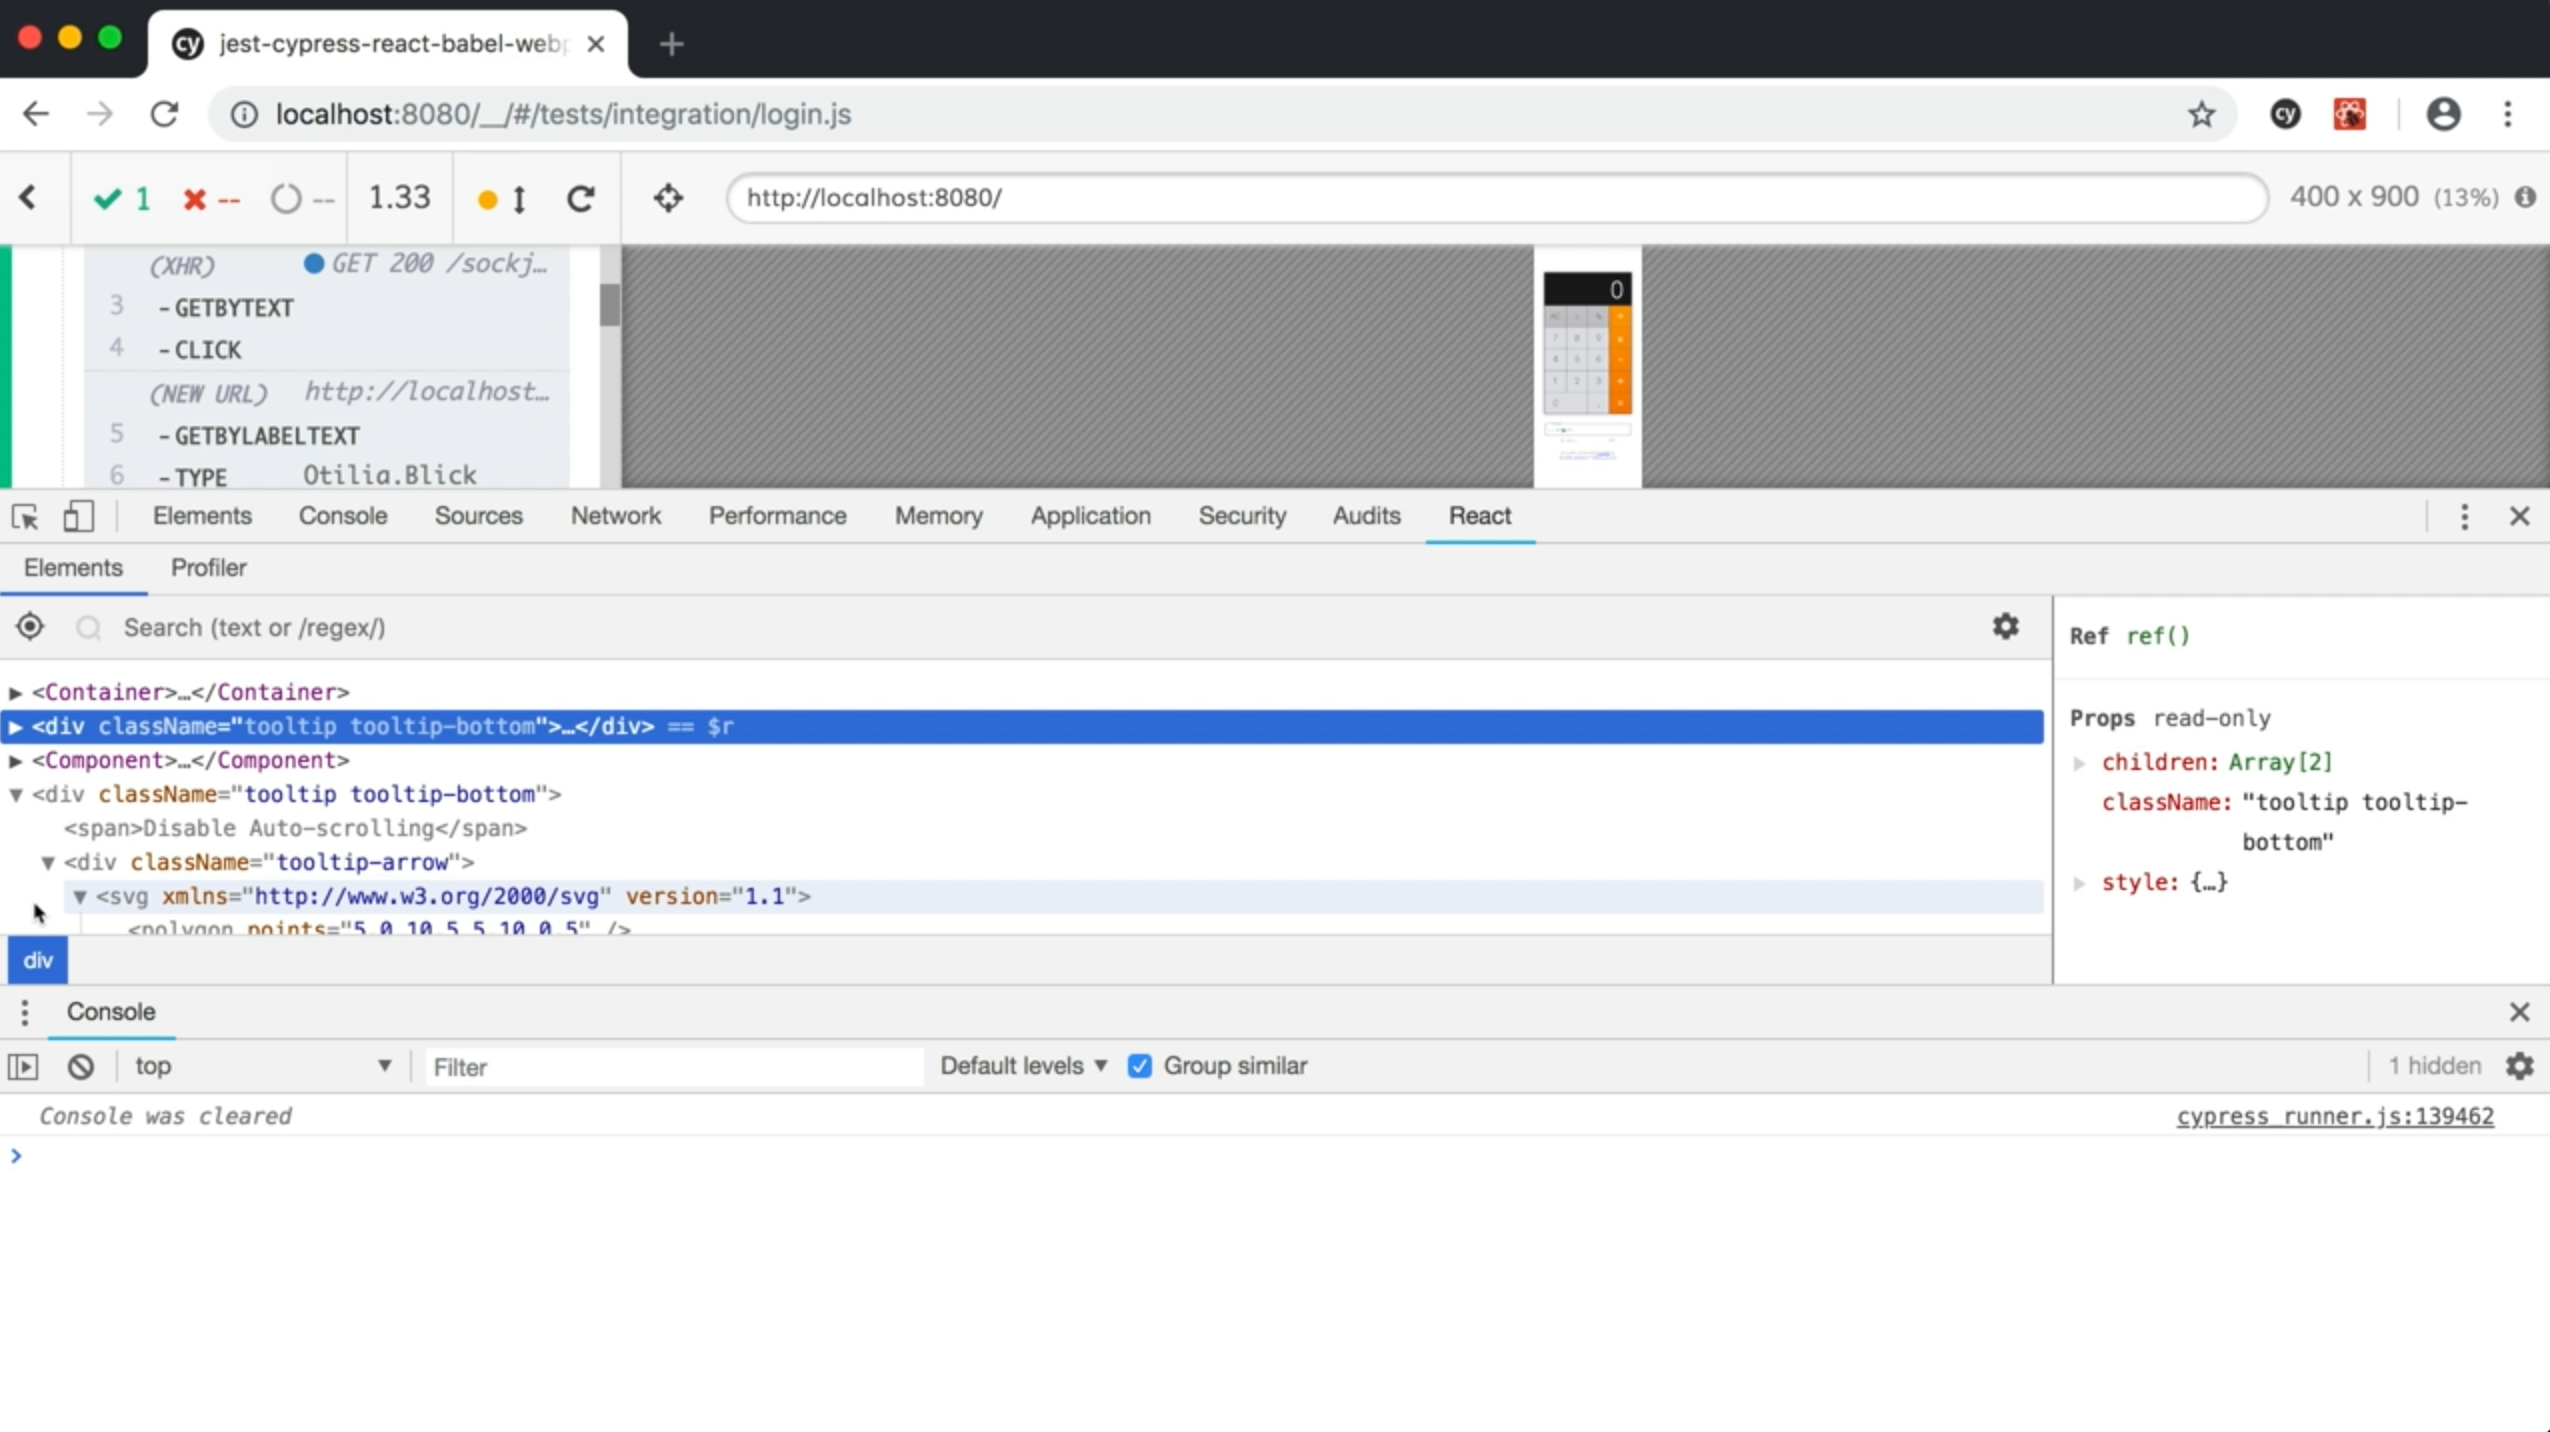 jest-cypress-react-babel-web
localhost:8080/__/#/tests/integration/login.js
1 -- -- 1.33 http://localhost:8080/ 400 x 900 (13%)
(XHR) GET 200 /sockj…
3 -GETBYTEXT
4 -CLICK
(NEW URL) http://localhost…
5 -GETBYLABELTEXT
6 -TYPE Otilia.Blick
0
Elements Console Sources Network Performance Memory Application Security Audits React
Elements Profiler
Search (text or /regex/)
<Container>…</Container>
<div className="tooltip tooltip-bottom">…</div> == $r
<Component>…</Component>
<div className="tooltip tooltip-bottom">
<span>Disable Auto-scrolling</span>
<div className="tooltip-arrow">
<svg xmlns="http://www.w3.org/2000/svg" version="1.1">
<polygon points="5,0 10,5 5,10 0,5" />
div
Ref ref()
Props read-only
children: Array[2]
className: "tooltip tooltip-
bottom"
style: {…}
Console
top Filter Default levels Group similar 1 hidden
Console was cleared cypress_runner.js:139462